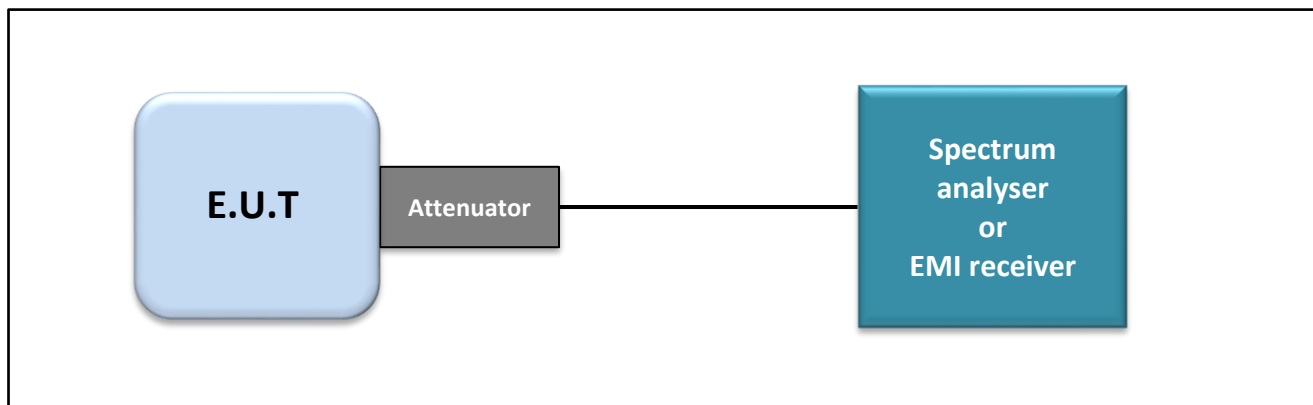 E.U.T
Attenuator
Spectrum
analyser
or
EMI receiver